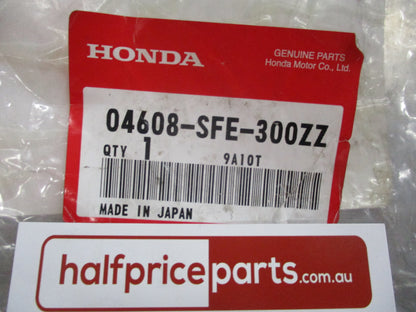 HONDA
GENUINE PARTS
Honda Motor Co., Ltd.
04608-SFE-300ZZ
QTY 1 9A10T
MADE IN JAPAN
halfpriceparts.com.au